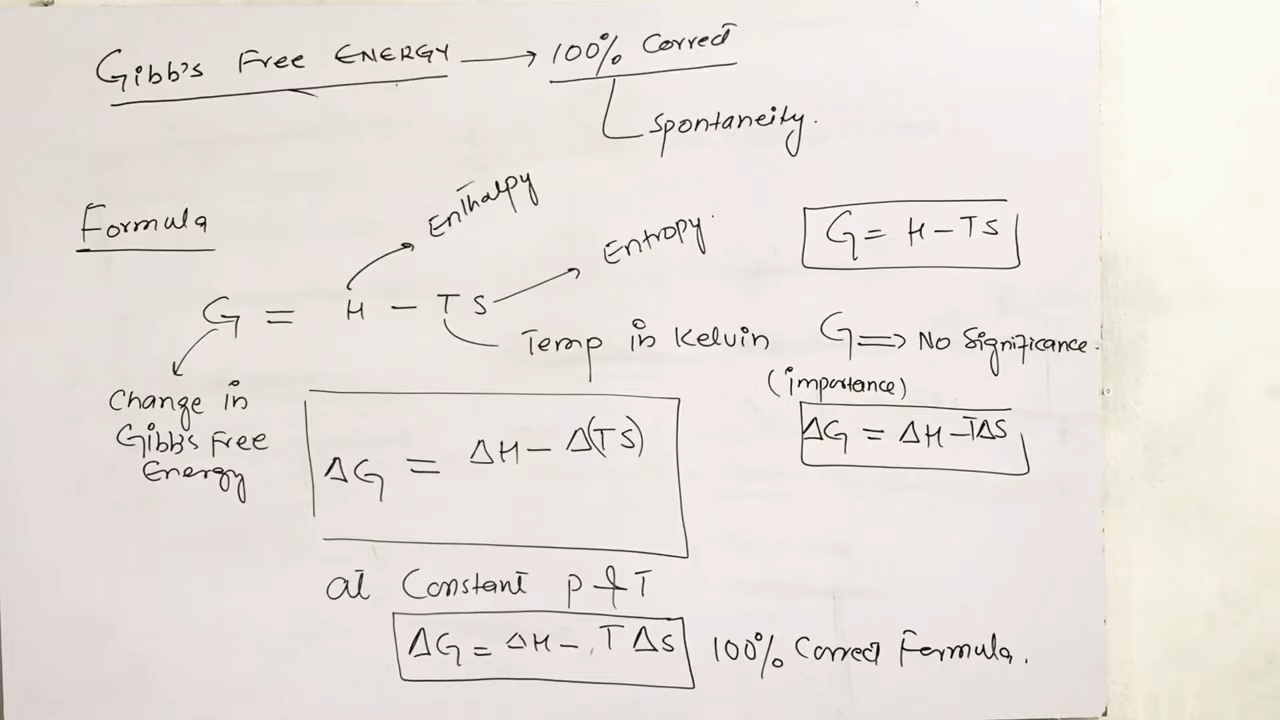 Gibb's Free ENERGY → 100% Correct
Spontaneity.
Formula
Enthalpy
Entropy.
G = H - TS
G = H - TS
Temp in Kelvin
G => No Significance.
(importance)
Change in
Gibb's Free
Energy
ΔG = ΔH - Δ(TS)
ΔG = ΔH - TΔS
at Constant P & T
ΔG = ΔH - TΔS 100% Correct Formula.